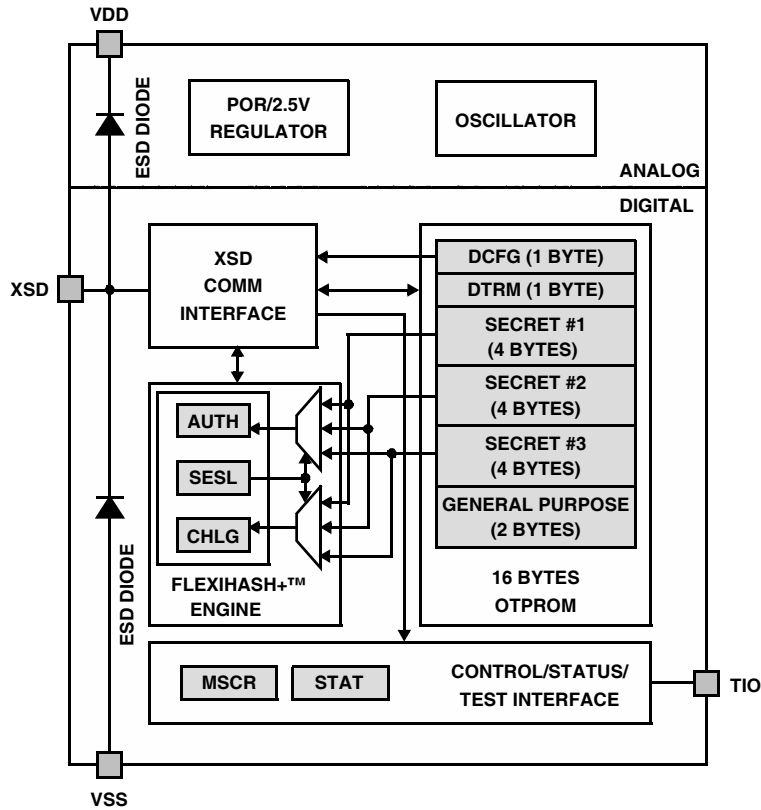 VDD
ESD DIODE
POR/2.5V
REGULATOR
OSCILLATOR
ANALOG
DIGITAL
XSD
XSD
COMM
INTERFACE
DCFG (1 BYTE)
DTRM (1 BYTE)
SECRET #1
(4 BYTES)
SECRET #2
(4 BYTES)
SECRET #3
(4 BYTES)
GENERAL PURPOSE
(2 BYTES)
16 BYTES
OTPROM
AUTH
SESL
CHLG
FLEXIHASH+™
ENGINE
ESD DIODE
MSCR
STAT
CONTROL/STATUS/
TEST INTERFACE
TIO
VSS